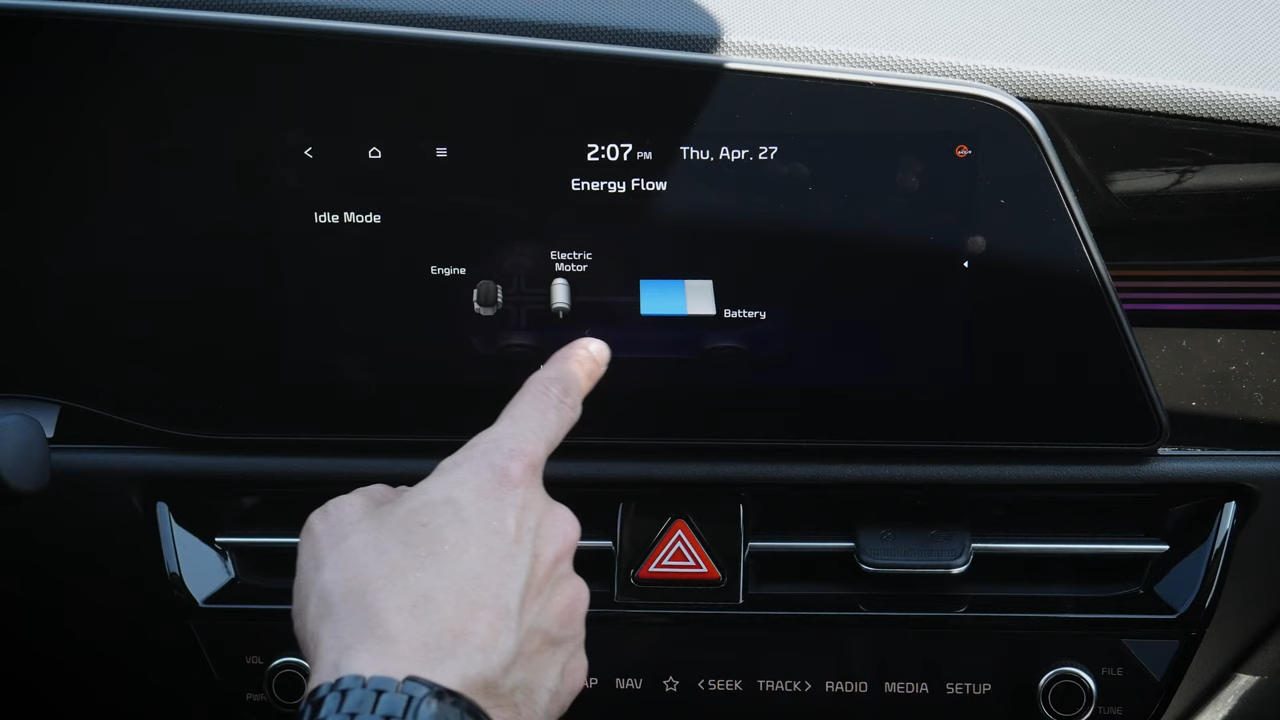 2:07 PM Thu, Apr. 27
Energy Flow
Idle Mode
Electric
Motor
Engine
Battery
VOL
PWR
NAV
< SEEK
TRACK >
RADIO
MEDIA
SETUP
FILE
TUNE